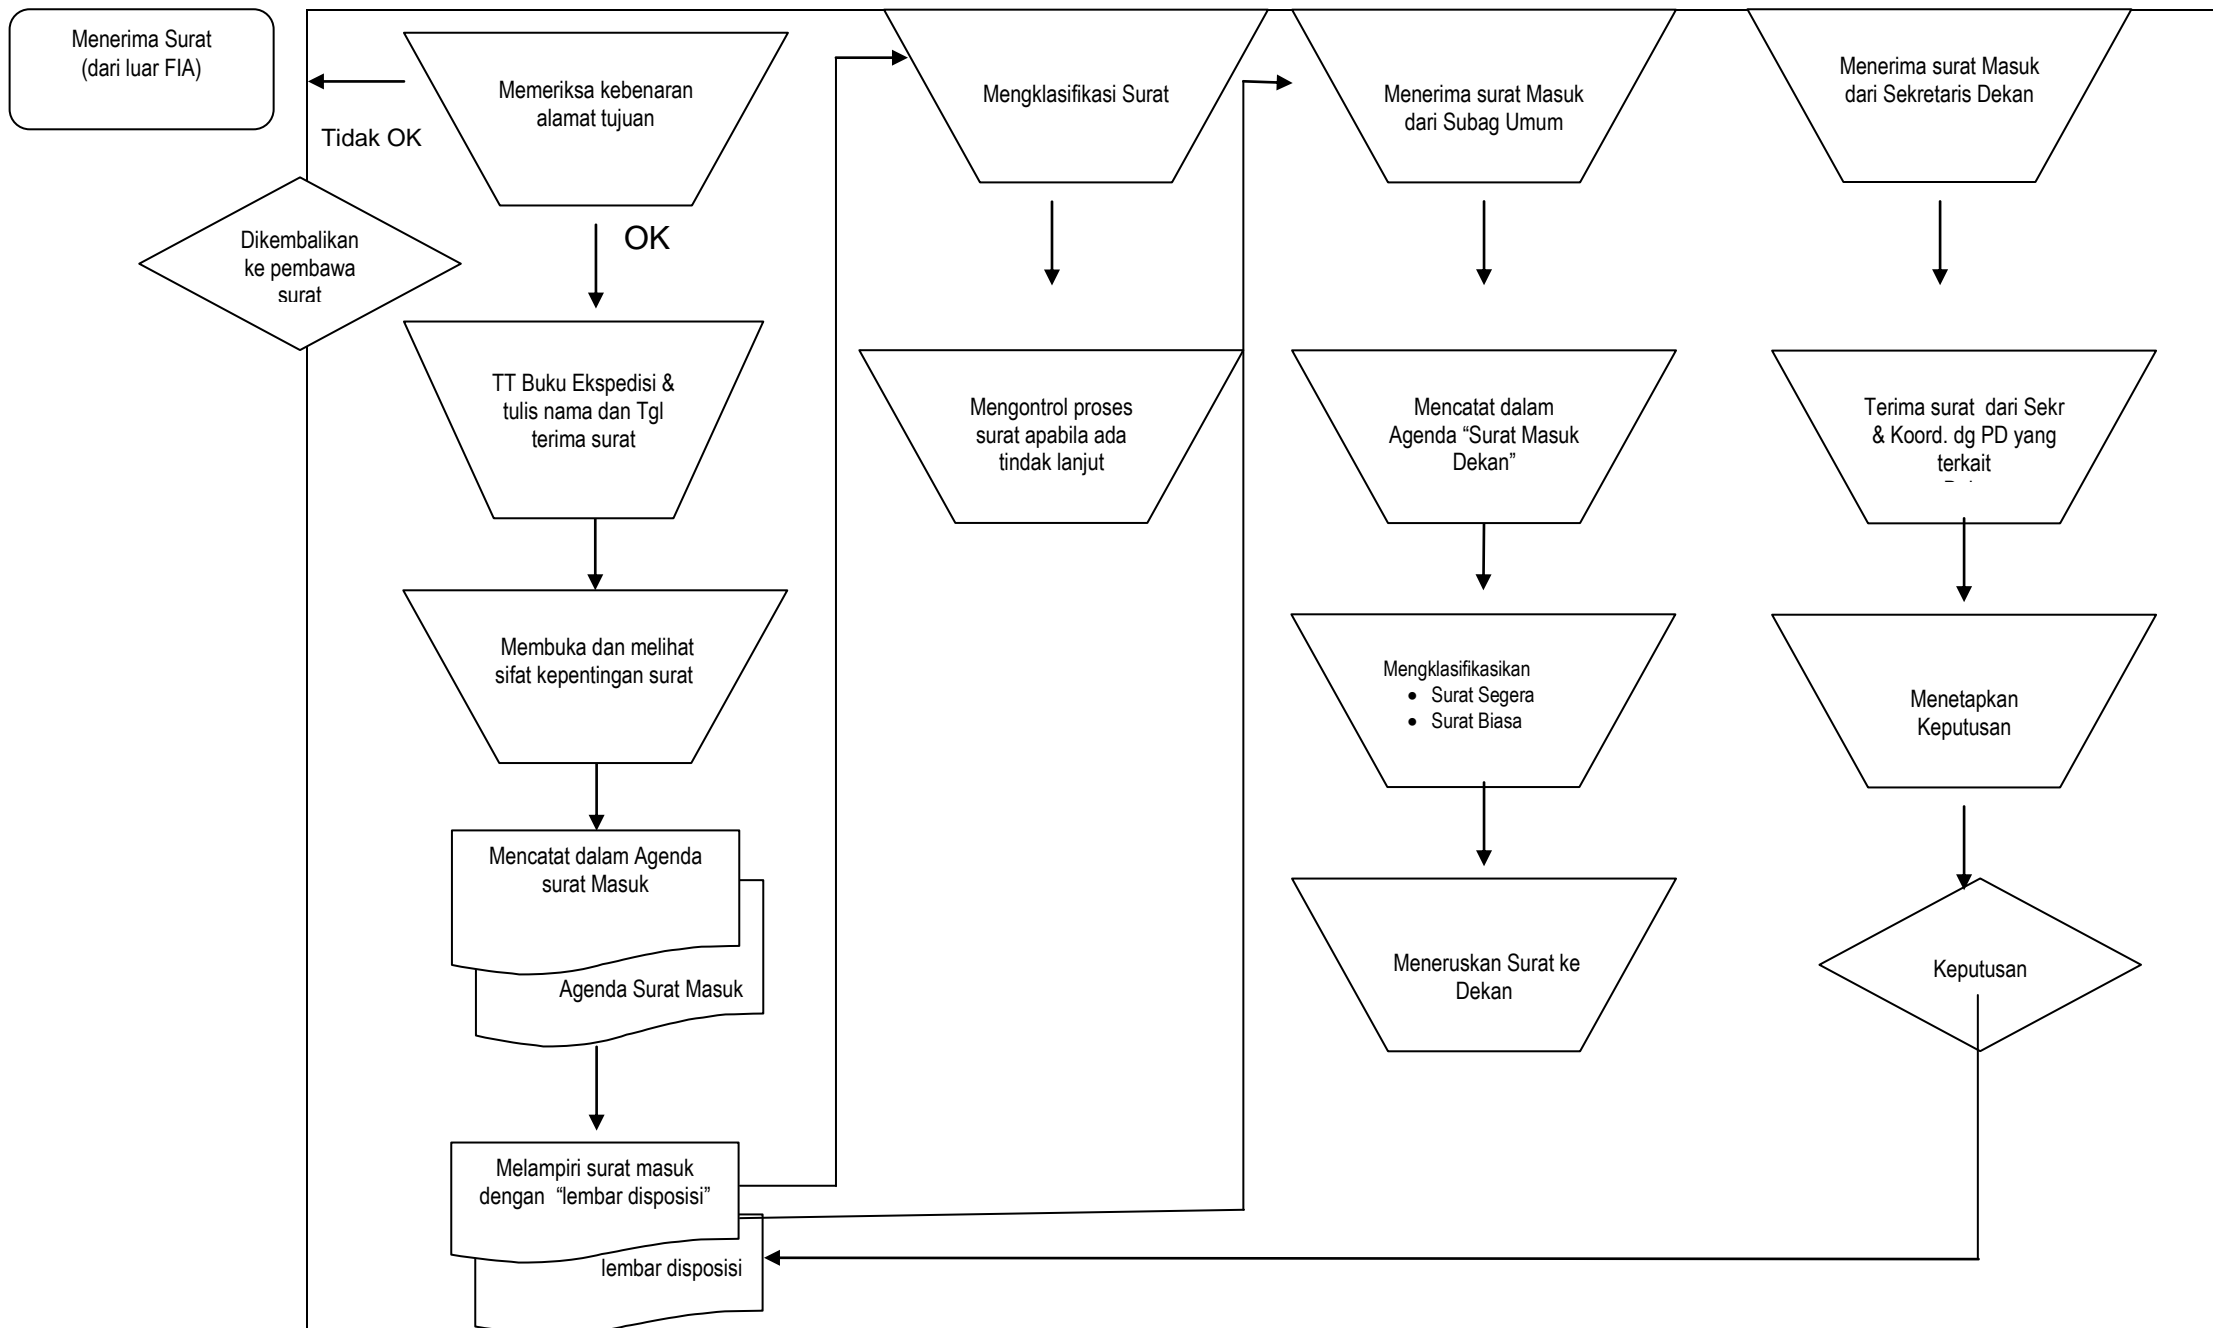 Menerima Surat
(dari luar FIA)
Tidak OK
Dikembalikan
ke pembawa
surat
Memeriksa kebenaran
alamat tujuan
OK
TT Buku Ekspedisi &
tulis nama dan Tgl
terima surat
Membuka dan melihat
sifat kepentingan surat
Mencatat dalam Agenda
surat Masuk
Agenda Surat Masuk
Melampiri surat masuk
dengan “lembar disposisi”
lembar disposisi
Mengklasifikasi Surat
Mengontrol proses
surat apabila ada
tindak lanjut
Menerima surat Masuk
dari Subag Umum
Mencatat dalam
Agenda “Surat Masuk
Dekan”
Mengklasifikasikan
• Surat Segera
• Surat Biasa
Meneruskan Surat ke
Dekan
Menerima surat Masuk
dari Sekretaris Dekan
Terima surat dari Sekr
& Koord. dg PD yang
terkait
Menetapkan
Keputusan
Keputusan